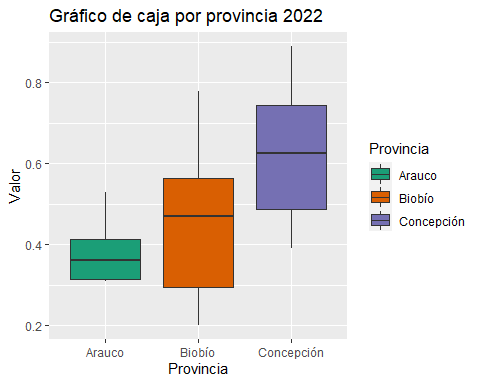 Gráfico de caja por provincia 2022
Valor
0.8
0.6
0.4
0.2
Arauco Biobío Concepción
Provincia
Provincia
Arauco
Biobío
Concepción